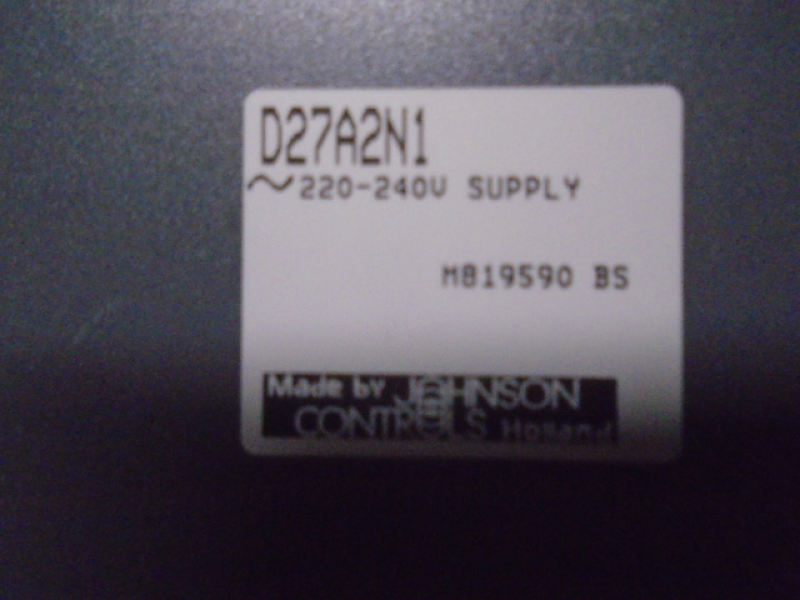 D27A2N1
~220-240V SUPPLY
M819590 BS
Made by JOHNSON
CONTROLS Holland